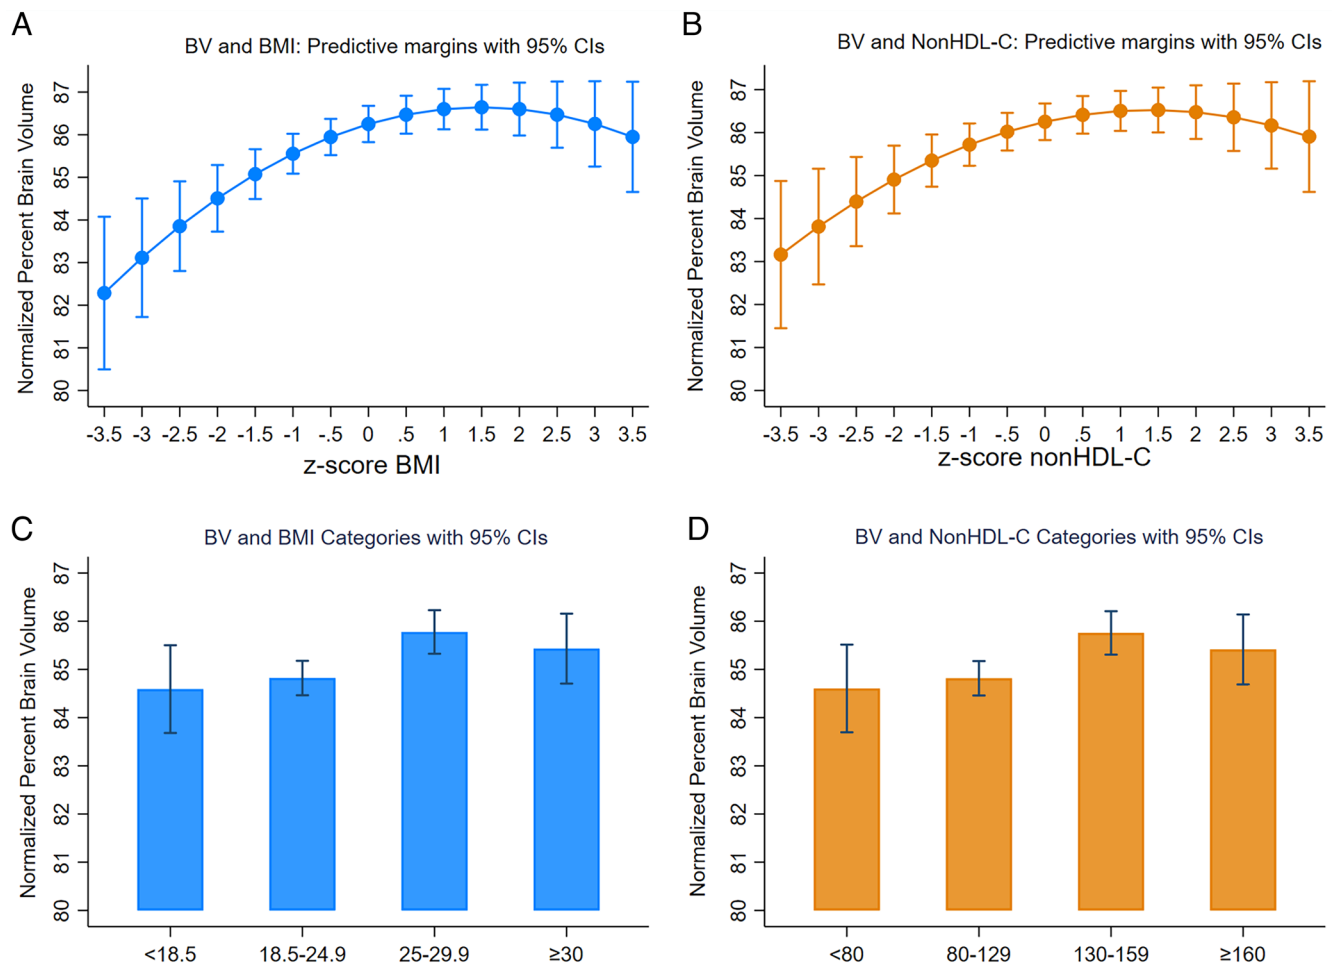 A
BV and BMI: Predictive margins with 95% CIs
Normalized Percent Brain Volume
87
86
85
84
83
82
81
80
-3.5 -3 -2.5 -2 -1.5 -1 -.5 0 .5 1 1.5 2 2.5 3 3.5
z-score BMI
B
BV and NonHDL-C: Predictive margins with 95% CIs
Normalized Percent Brain Volume
87
86
85
84
83
82
81
80
-3.5 -3 -2.5 -2 -1.5 -1 -.5 0 .5 1 1.5 2 2.5 3 3.5
z-score nonHDL-C
C
BV and BMI Categories with 95% CIs
Normalized Percent Brain Volume
87
86
85
84
83
82
81
80
<18.5 18.5-24.9 25-29.9 ≥30
D
BV and NonHDL-C Categories with 95% CIs
Normalized Percent Brain Volume
87
86
85
84
83
82
81
80
<80 80-129 130-159 ≥160